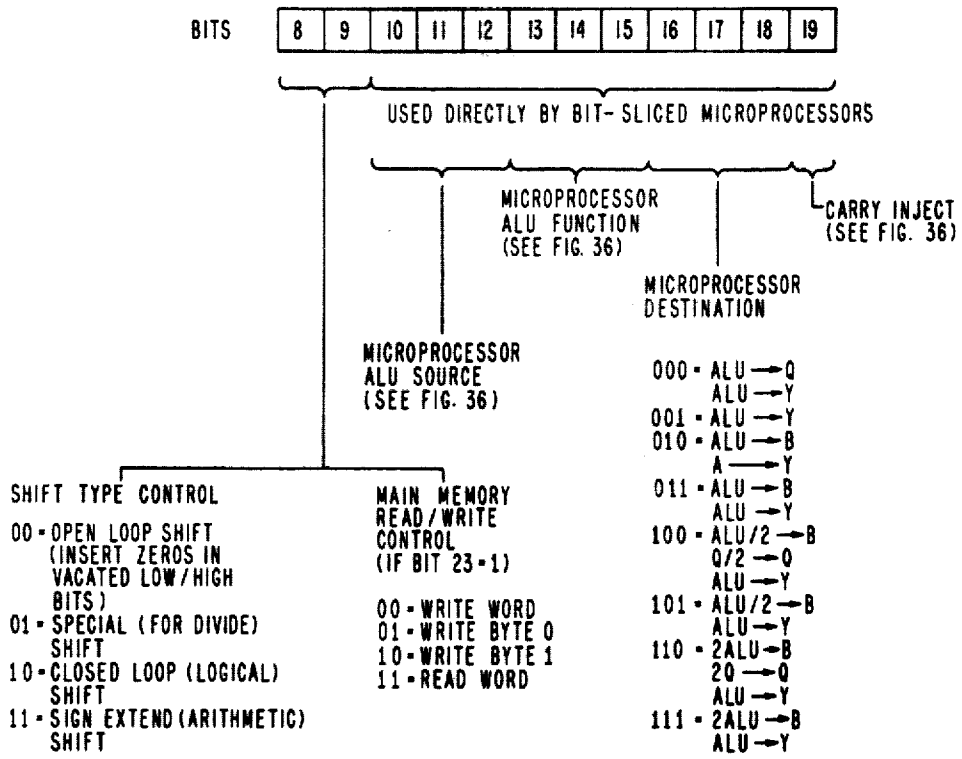 BITS 8 9 10 11 12 13 14 15 16 17 18 19
USED DIRECTLY BY BIT-SLICED MICROPROCESSORS
MICROPROCESSOR
ALU FUNCTION
(SEE FIG. 36)
CARRY INJECT
(SEE FIG. 36)
MICROPROCESSOR
DESTINATION
MICROPROCESSOR
ALU SOURCE
(SEE FIG. 36)
000 = ALU → Q
ALU → Y
001 = ALU → Y
010 = ALU → B
A → Y
011 = ALU → B
ALU → Y
100 = ALU/2 → B
Q/2 → Q
ALU → Y
101 = ALU/2 → B
ALU → Y
110 = 2ALU → B
2Q → Q
ALU → Y
111 = 2ALU → B
ALU → Y
SHIFT TYPE CONTROL
00 = OPEN LOOP SHIFT
(INSERT ZEROS IN
VACATED LOW/HIGH
BITS)
01 = SPECIAL (FOR DIVIDE)
SHIFT
10 = CLOSED LOOP (LOGICAL)
SHIFT
11 = SIGN EXTEND (ARITHMETIC)
SHIFT
MAIN MEMORY
READ/WRITE
CONTROL
(IF BIT 23=1)
00 = WRITE WORD
01 = WRITE BYTE 0
10 = WRITE BYTE 1
11 = READ WORD